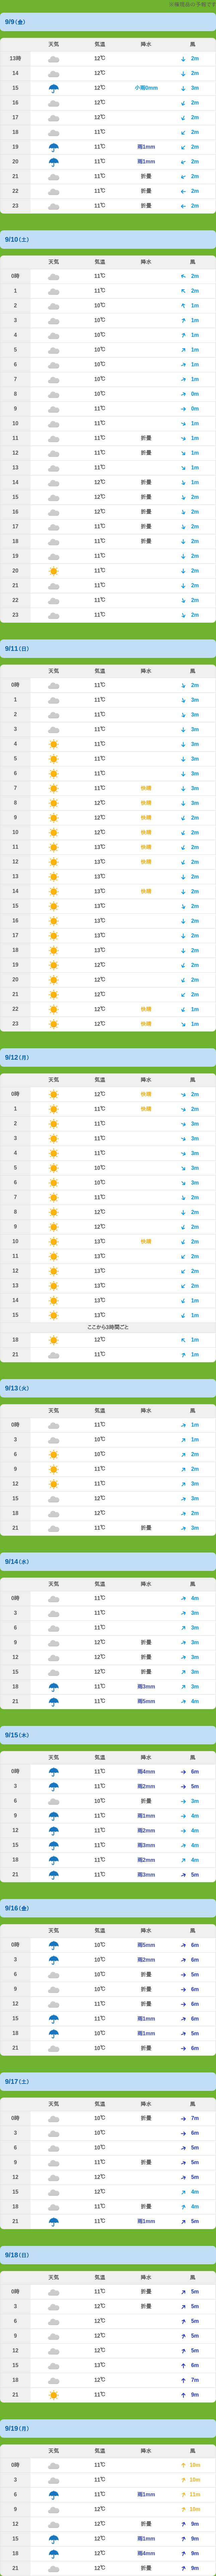 9/9(金)
天気 気温 降水 風
13時 12℃ 2m
14 12℃ 2m
15 12℃ 小雨0mm 3m
16 12℃ 2m
17 12℃ 2m
18 11℃ 2m
19 11℃ 雨1mm 2m
20 11℃ 雨1mm 2m
21 11℃ 折畳 2m
22 11℃ 折畳 2m
23 11℃ 折畳 2m
9/10(土)
天気 気温 降水 風
0時 11℃ 2m
1 11℃ 2m
2 10℃ 1m
3 10℃ 1m
4 10℃ 1m
5 10℃ 1m
6 10℃ 1m
7 10℃ 1m
8 10℃ 0m
9 11℃ 0m
10 11℃ 1m
11 11℃ 折畳 1m
12 11℃ 折畳 1m
13 11℃ 1m
14 12℃ 折畳 1m
15 12℃ 折畳 2m
16 12℃ 折畳 2m
17 11℃ 折畳 2m
18 11℃ 折畳 2m
19 11℃ 2m
20 11℃ 2m
21 11℃ 2m
22 11℃ 2m
23 11℃ 2m
9/11(日)
天気 気温 降水 風
0時 11℃ 2m
1 11℃ 3m
2 11℃ 3m
3 11℃ 3m
4 11℃ 3m
5 11℃ 3m
6 11℃ 3m
7 11℃ 快晴 3m
8 12℃ 快晴 3m
9 12℃ 快晴 2m
10 12℃ 快晴 2m
11 13℃ 快晴 2m
12 13℃ 快晴 2m
13 13℃ 2m
14 13℃ 快晴 2m
15 13℃ 2m
16 13℃ 2m
17 13℃ 2m
18 13℃ 2m
19 12℃ 2m
20 12℃ 2m
21 12℃ 2m
22 12℃ 快晴 1m
23 12℃ 快晴 1m
9/12(月)
天気 気温 降水 風
0時 12℃ 快晴 2m
1 11℃ 快晴 2m
2 11℃ 3m
3 11℃ 3m
4 11℃ 3m
5 10℃ 3m
6 10℃ 3m
7 11℃ 2m
8 12℃ 2m
9 12℃ 2m
10 13℃ 快晴 2m
11 13℃ 2m
12 13℃ 2m
13 13℃ 2m
14 13℃ 1m
15 13℃ 1m
ここから3時間ごと
18 12℃ 1m
21 11℃ 1m
9/13(火)
天気 気温 降水 風
0時 11℃ 1m
3 10℃ 1m
6 10℃ 2m
9 11℃ 2m
12 12℃ 3m
15 12℃ 3m
18 12℃ 2m
21 11℃ 折畳 3m
9/14(水)
天気 気温 降水 風
0時 11℃ 4m
3 11℃ 3m
6 11℃ 3m
9 12℃ 折畳 3m
12 12℃ 折畳 3m
15 12℃ 折畳 3m
18 11℃ 雨3mm 3m
21 11℃ 雨5mm 4m
9/15(木)
天気 気温 降水 風
0時 11℃ 雨4mm 6m
3 11℃ 雨2mm 5m
6 10℃ 折畳 3m
9 11℃ 雨1mm 4m
12 11℃ 雨2mm 4m
15 11℃ 雨3mm 4m
18 11℃ 雨2mm 4m
21 11℃ 雨3mm 5m
9/16(金)
天気 気温 降水 風
0時 10℃ 雨5mm 6m
3 10℃ 雨2mm 6m
6 10℃ 折畳 5m
9 10℃ 折畳 6m
12 11℃ 折畳 6m
15 11℃ 雨1mm 6m
18 10℃ 雨1mm 5m
21 10℃ 折畳 6m
9/17(土)
天気 気温 降水 風
0時 10℃ 折畳 7m
3 10℃ 6m
6 10℃ 5m
9 11℃ 折畳 5m
12 12℃ 5m
15 12℃ 4m
18 11℃ 折畳 4m
21 11℃ 雨1mm 5m
9/18(日)
天気 気温 降水 風
0時 11℃ 折畳 5m
3 12℃ 折畳 5m
6 12℃ 5m
9 12℃ 5m
12 12℃ 5m
15 13℃ 6m
18 12℃ 7m
21 11℃ 9m
9/19(月)
天気 気温 降水 風
0時 11℃ 10m
3 11℃ 10m
6 11℃ 雨1mm 11m
9 12℃ 10m
12 12℃ 折畳 9m
15 12℃ 雨1mm 9m
18 12℃ 雨4mm 9m
21 11℃ 折畳 9m